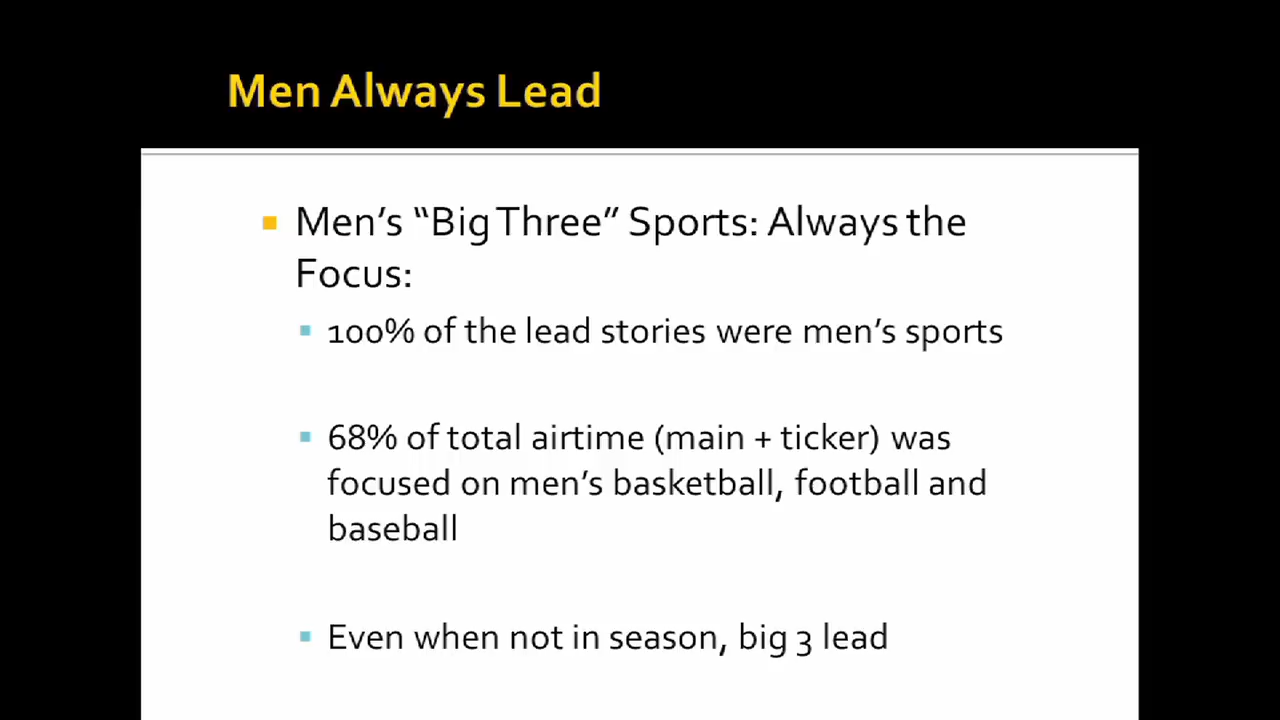 Men Always Lead
Men’s “Big Three” Sports: Always the
Focus:
100% of the lead stories were men’s sports
68% of total airtime (main + ticker) was
focused on men’s basketball, football and
baseball
Even when not in season, big 3 lead